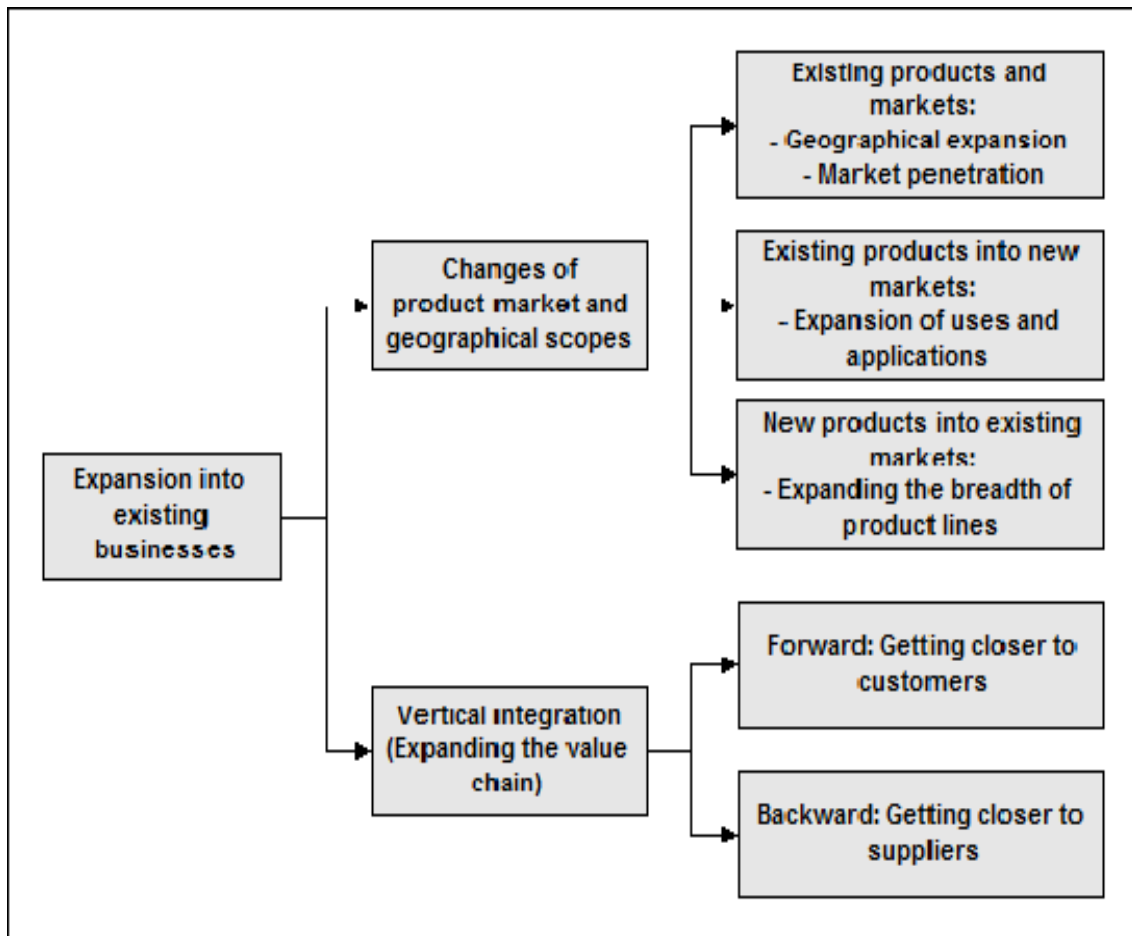 Expansion into
existing
businesses
Changes of
product market and
geographical scopes
Vertical integration
(Expanding the value
chain)
Existing products and
markets:
- Geographical expansion
- Market penetration
Existing products into new
markets:
- Expansion of uses and
applications
New products into existing
markets:
- Expanding the breadth of
product lines
Forward: Getting closer to
customers
Backward: Getting closer to
suppliers